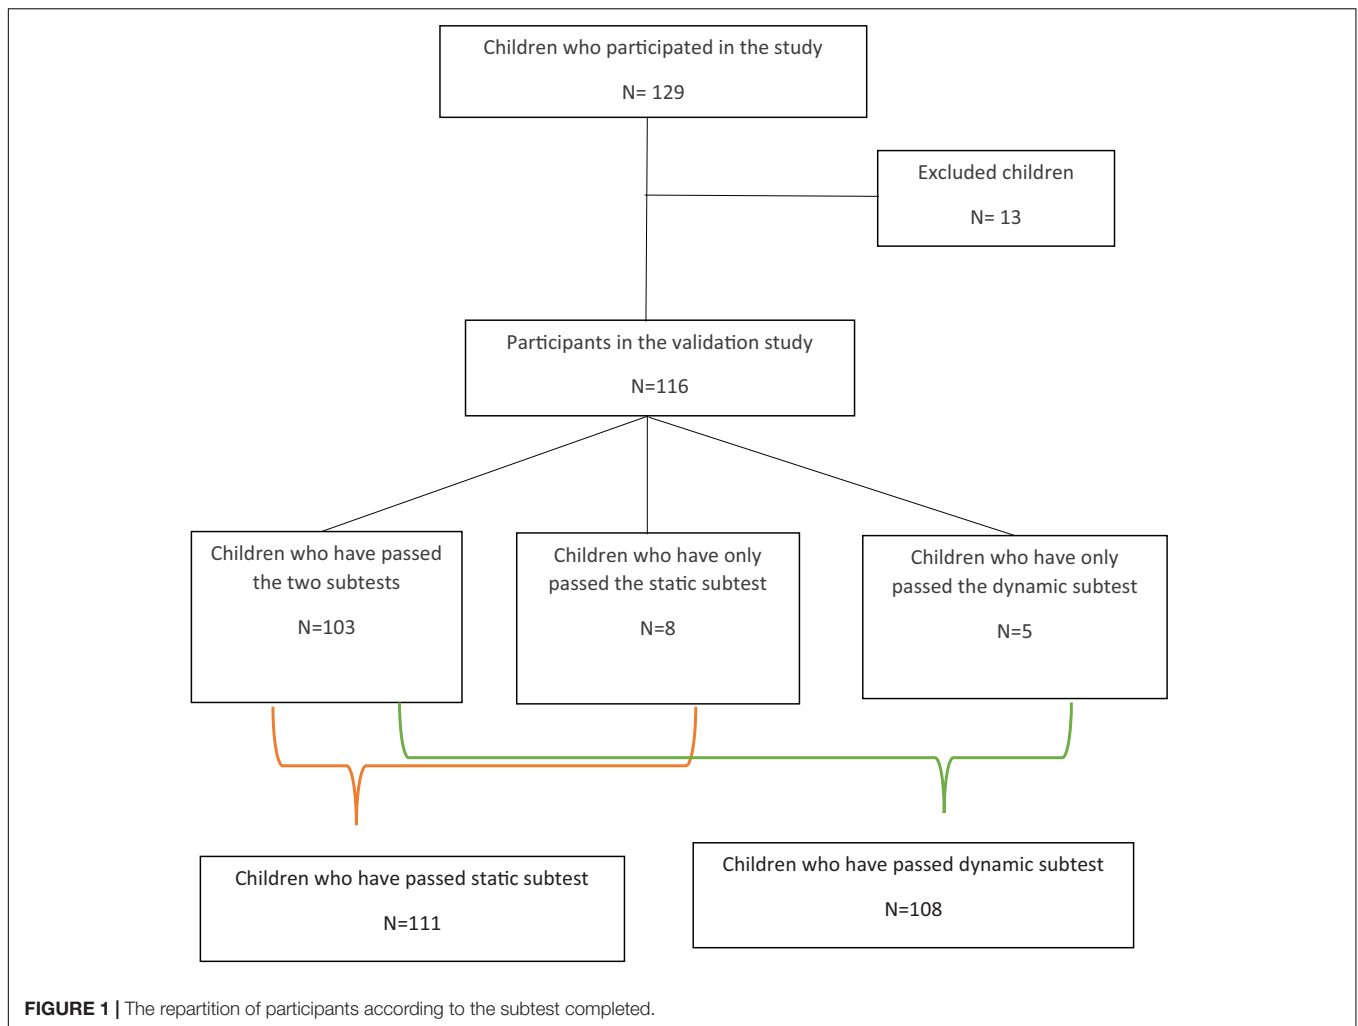 Children who participated in the study
N= 129
Excluded children
N= 13
Participants in the validation study
N=116
Children who have passed
the two subtests
N=103
Children who have only
passed the static subtest
N=8
Children who have only
passed the dynamic subtest
N=5
Children who have passed static subtest
N=111
Children who have passed dynamic subtest
N=108
FIGURE 1 | The repartition of participants according to the subtest completed.